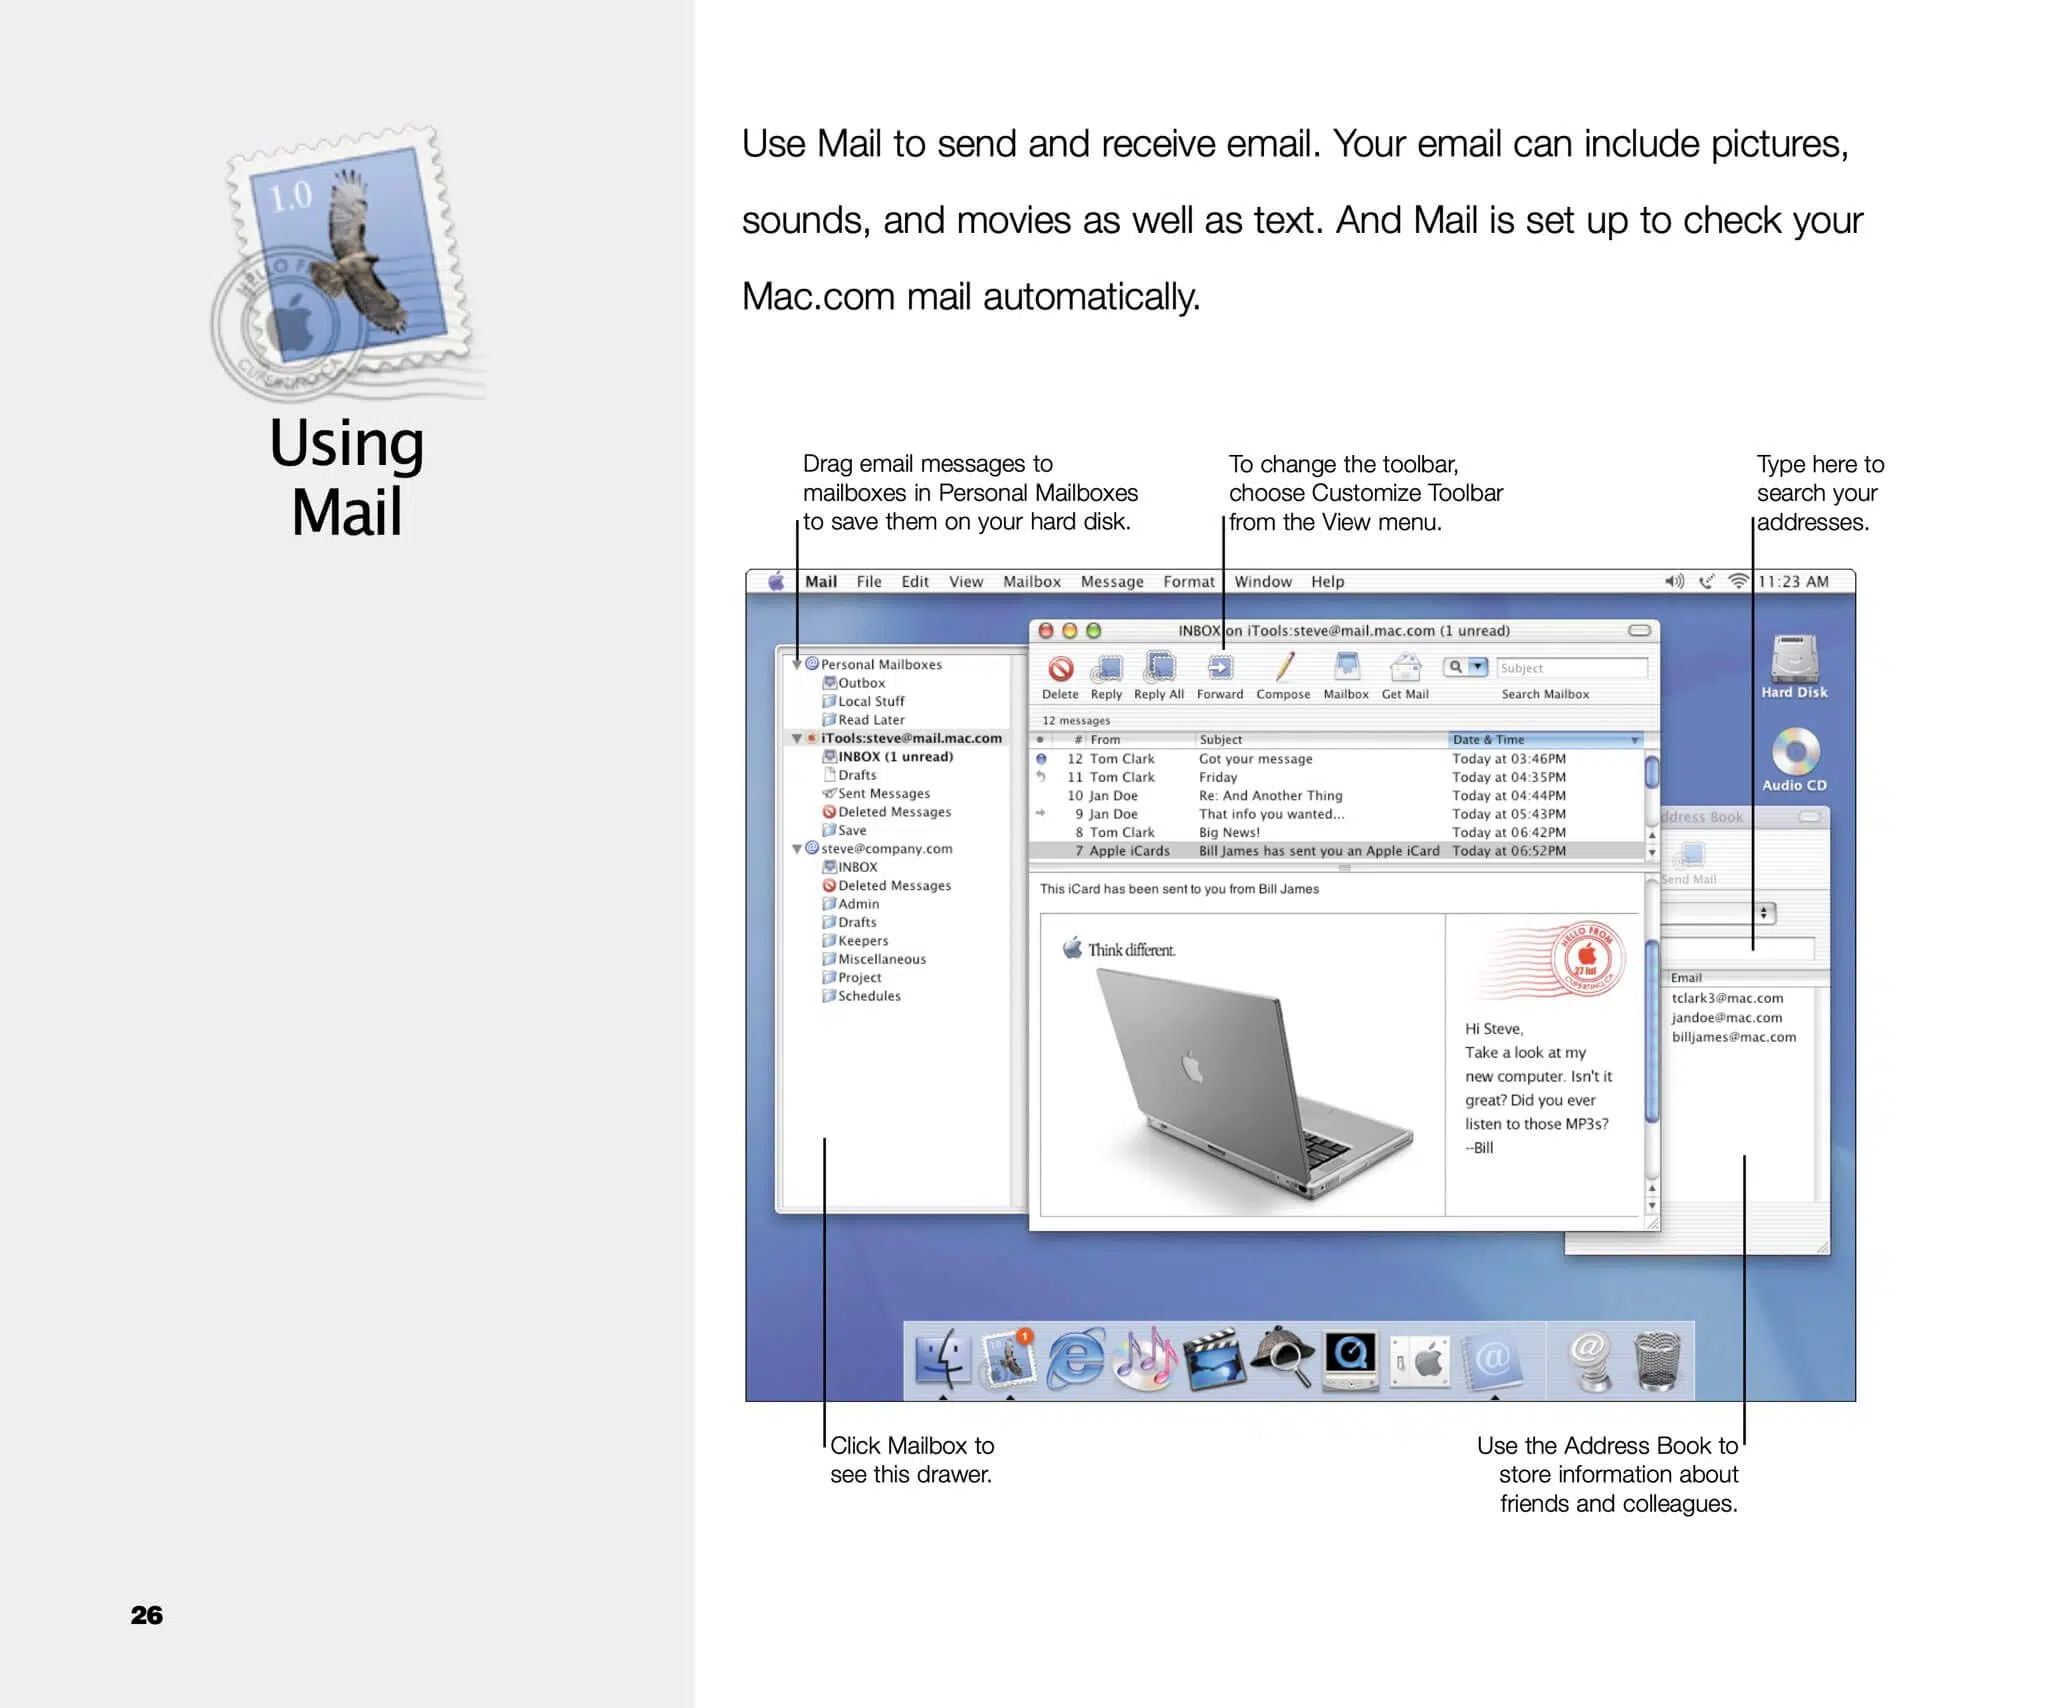 1.0
HELLO FROM
CUPERTINO, CA
Using
Mail
Use Mail to send and receive email. Your email can include pictures,
sounds, and movies as well as text. And Mail is set up to check your
Mac.com mail automatically.
Drag email messages to
mailboxes in Personal Mailboxes
to save them on your hard disk.
To change the toolbar,
choose Customize Toolbar
from the View menu.
Type here to
search your
addresses.
Mail File Edit View Mailbox Message Format Window Help 11:23 AM
Personal Mailboxes
Outbox
Local Stuff
Read Later
iTools:steve@mail.mac.com
INBOX (1 unread)
Drafts
Sent Messages
Deleted Messages
Save
steve@company.com
INBOX
Deleted Messages
Admin
Drafts
Keepers
Miscellaneous
Project
Schedules
INBOX on iTools:steve@mail.mac.com (1 unread)
Subject
Delete Reply Reply All Forward Compose Mailbox Get Mail Search Mailbox
12 messages
# From Subject Date & Time
12 Tom Clark Got your message Today at 03:46PM
11 Tom Clark Friday Today at 04:35PM
10 Jan Doe Re: And Another Thing Today at 04:44PM
9 Jan Doe That info you wanted... Today at 05:43PM
8 Tom Clark Big News! Today at 06:42PM
7 Apple iCards Bill James has sent you an Apple iCard Today at 06:52PM
This iCard has been sent to you from Bill James
Think different.
HELLO FROM
CUPERTINO, CA
Hi Steve,
Take a look at my
new computer. Isn't it
great? Did you ever
listen to those MP3s?
--Bill
Hard Disk
Audio CD
ddress Book
Send Mail
Email
tclark3@mac.com
jandoe@mac.com
billjames@mac.com
1
Click Mailbox to
see this drawer.
Use the Address Book to
store information about
friends and colleagues.
26